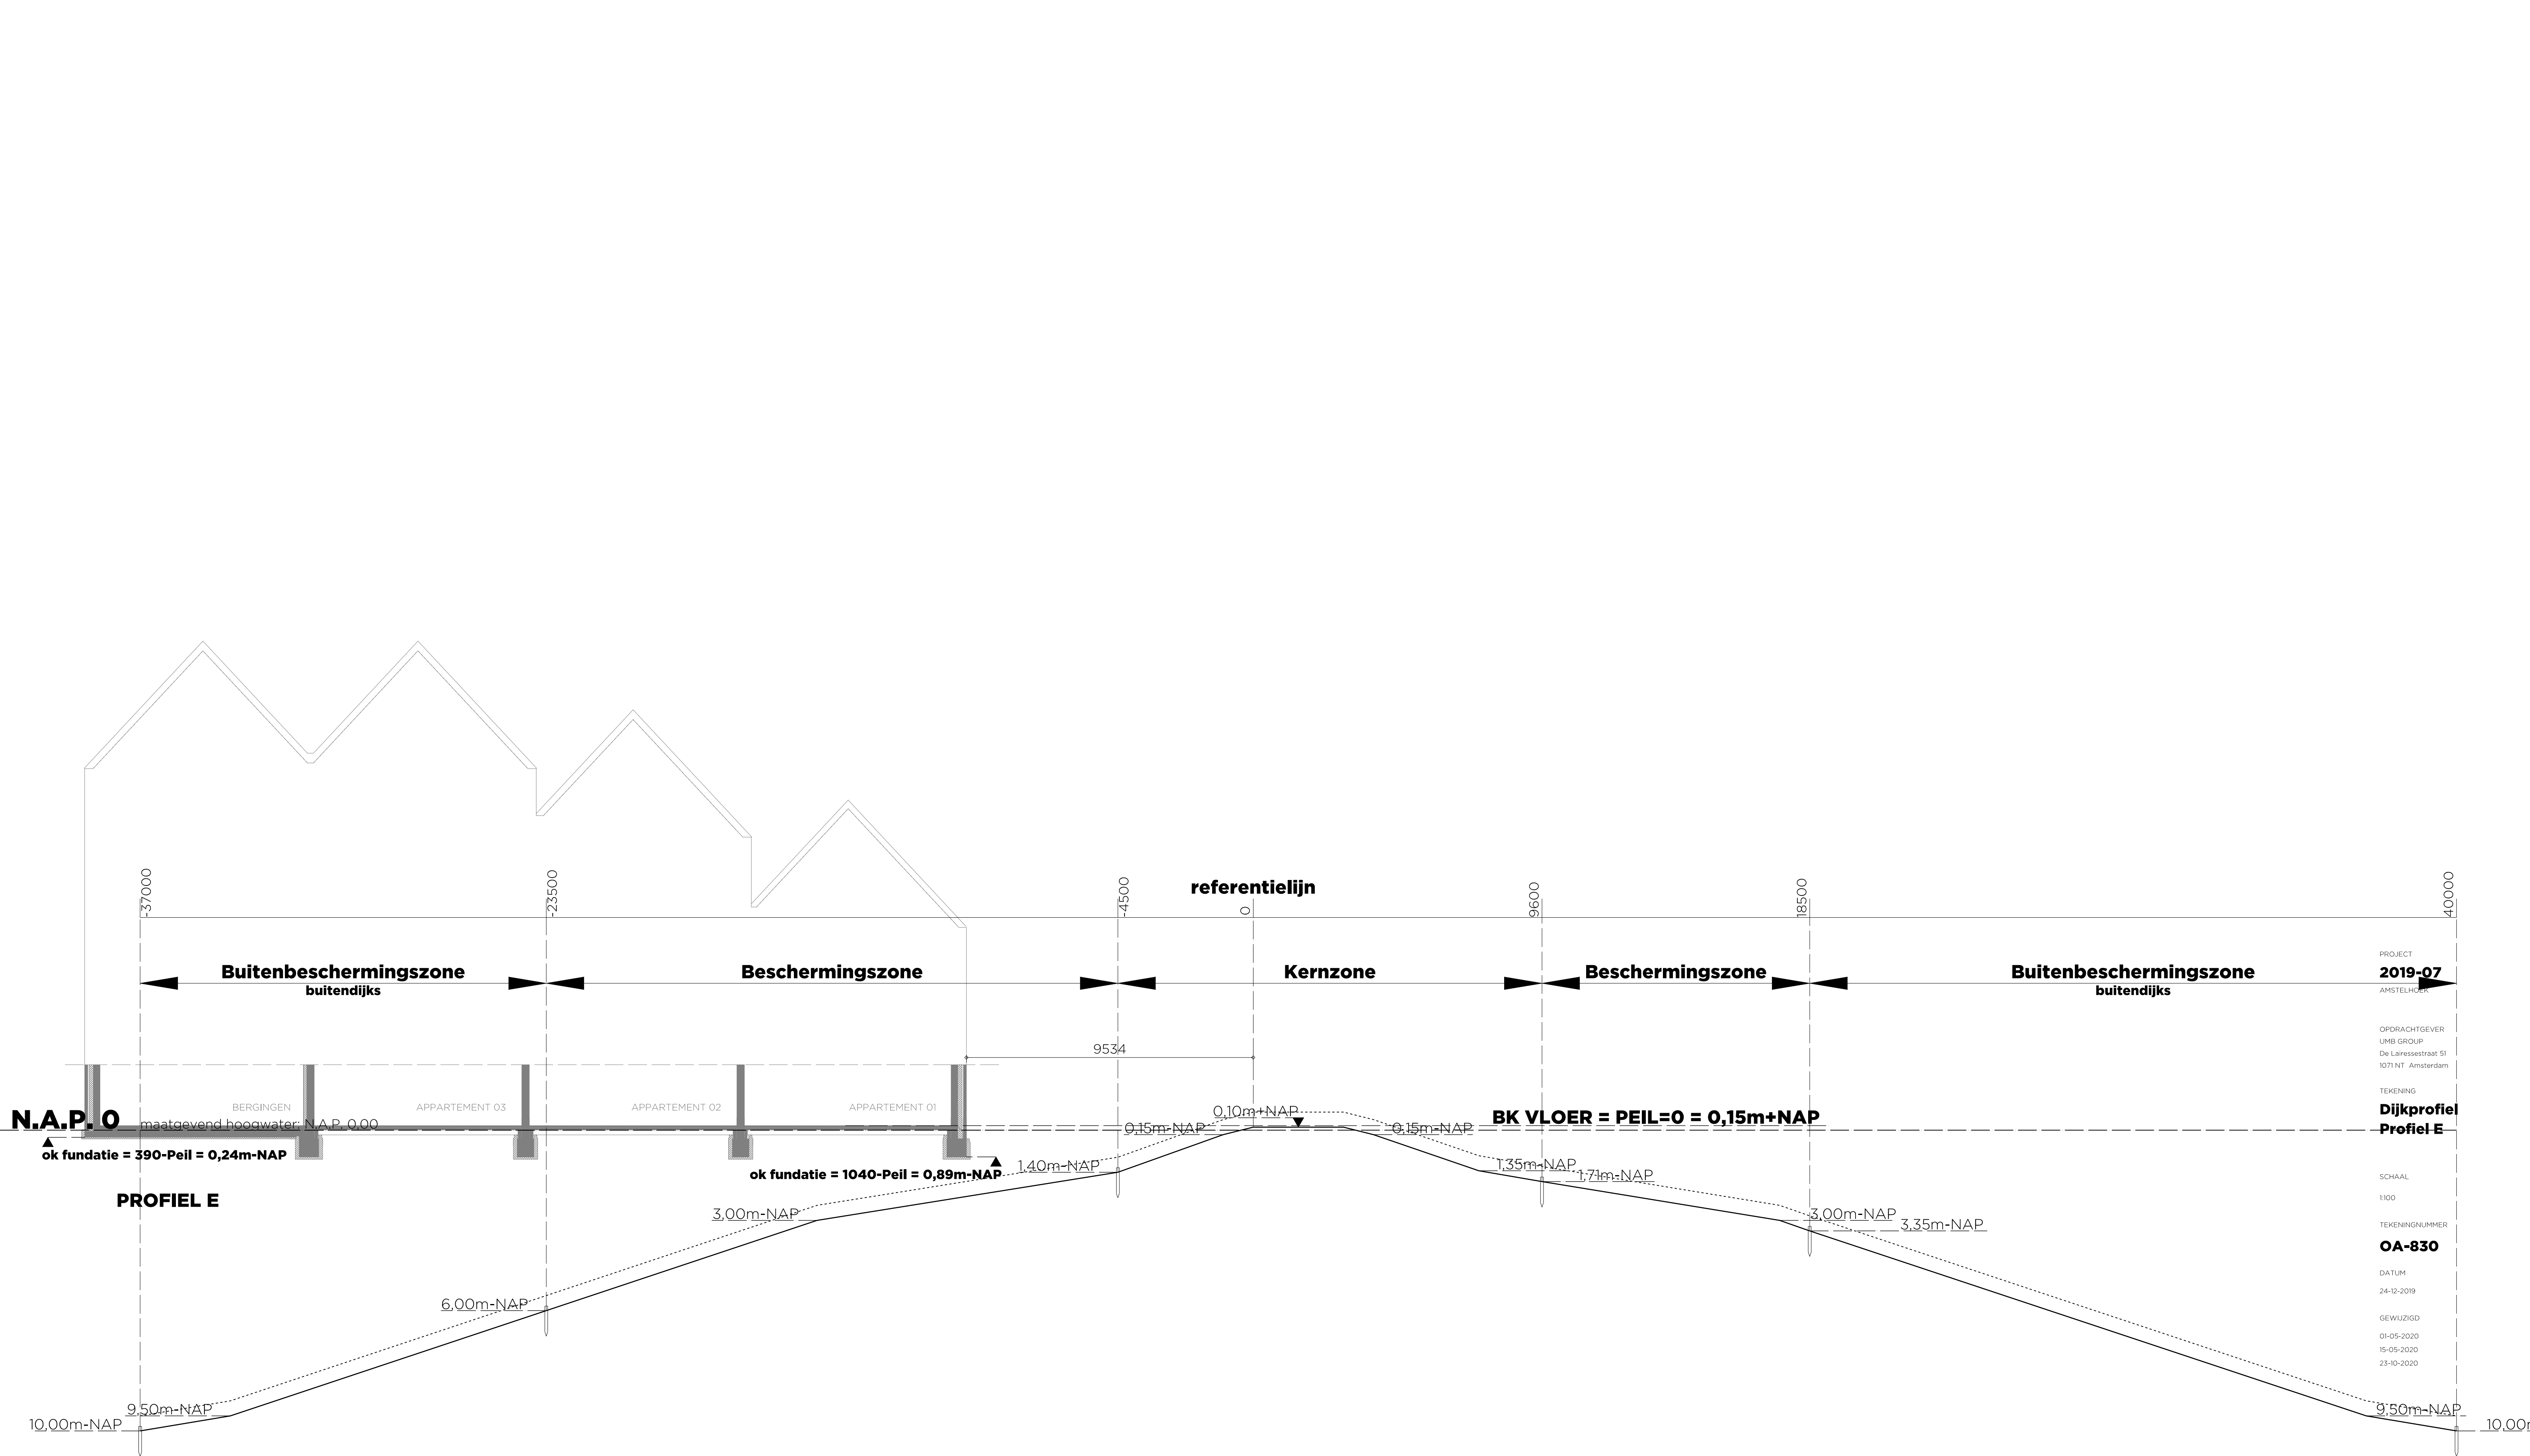 referentielijn
-37000
-23500
-4500
0
9600
18500
40000
Buitenbeschermingszone
buitendijks
Beschermingszone
Kernzone
Beschermingszone
Buitenbeschermingszone
buitendijks
9534
BERGINGEN
APPARTEMENT 03
APPARTEMENT 02
APPARTEMENT 01
N.A.P. 0
maatgevend hoogwater: N.A.P. 0.00
0,10m+NAP
BK VLOER = PEIL=0 = 0,15m+NAP
0,15m-NAP
0,15m-NAP
ok fundatie = 390-Peil = 0,24m-NAP
ok fundatie = 1040-Peil = 0,89m-NAP
1,40m-NAP
1,35m-NAP
1,71m-NAP
PROFIEL E
3,00m-NAP
3,00m-NAP
3,35m-NAP
6,00m-NAP
9,50m-NAP
10,00m-NAP
9,50m-NAP
10,00
PROJECT
2019-07
AMSTELHOEK
OPDRACHTGEVER
UMB GROUP
De Lairessestraat 51
1071 NT Amsterdam
TEKENING
Dijkprofiel
Profiel E
SCHAAL
1:100
TEKENINGNUMMER
OA-830
DATUM
24-12-2019
GEWIJZIGD
01-05-2020
15-05-2020
23-10-2020